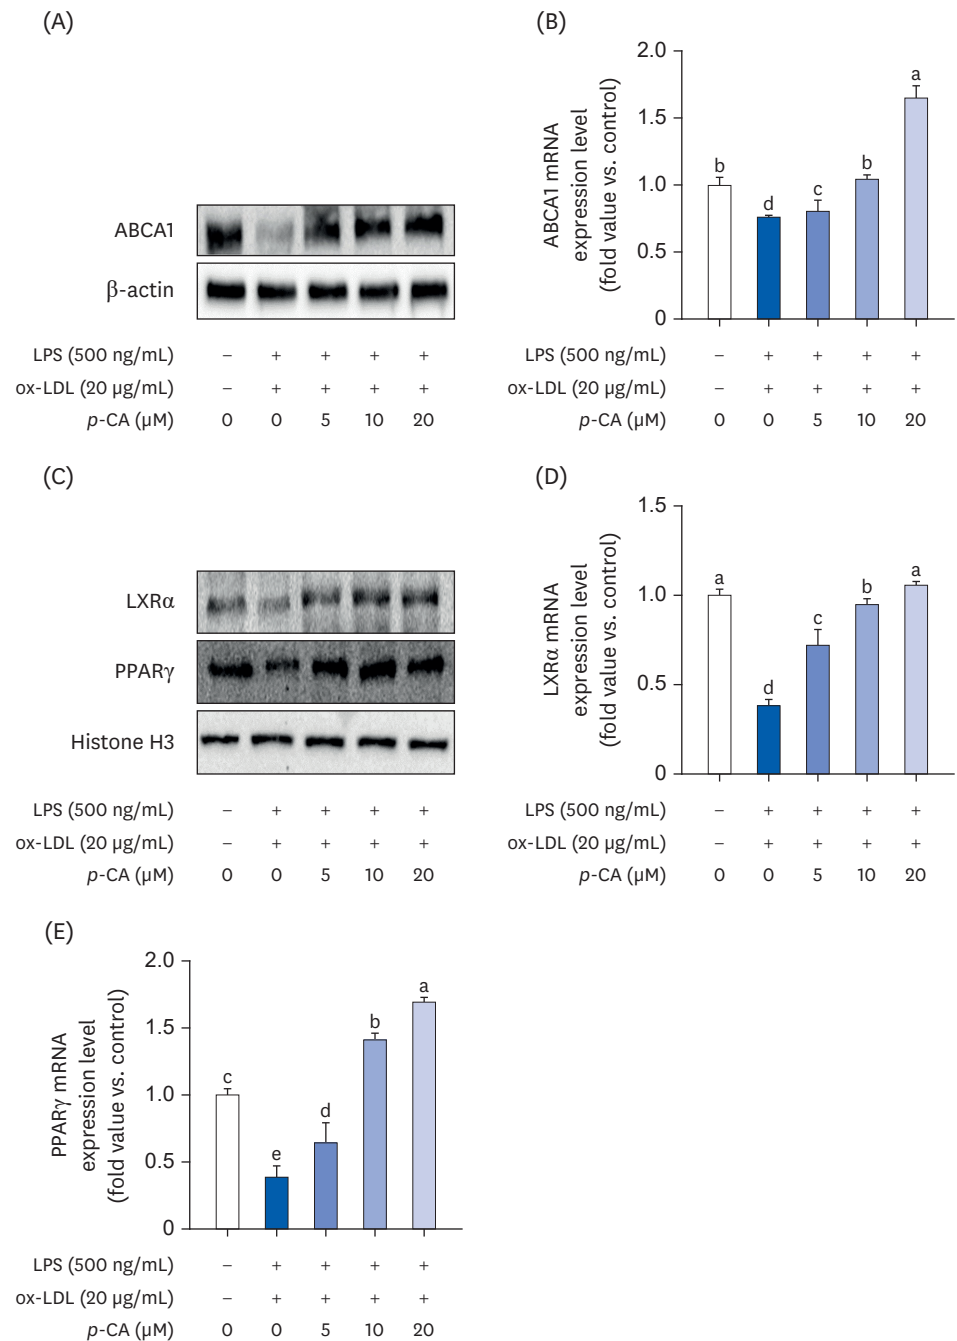 (A)
ABCA1
β-actin
LPS (500 ng/mL) – + + + +
ox-LDL (20 µg/mL) – + + + +
p-CA (µM) 0 0 5 10 20
(B)
ABCA1 mRNA
expression level
(fold value vs. control)
2.0
1.5
1.0
0.5
0
b d c b a
LPS (500 ng/mL) – + + + +
ox-LDL (20 µg/mL) – + + + +
p-CA (µM) 0 0 5 10 20
(C)
LXRα
PPARγ
Histone H3
LPS (500 ng/mL) – + + + +
ox-LDL (20 µg/mL) – + + + +
p-CA (µM) 0 0 5 10 20
(D)
LXRα mRNA
expression level
(fold value vs. control)
1.5
1.0
0.5
0
a d c b a
LPS (500 ng/mL) – + + + +
ox-LDL (20 µg/mL) – + + + +
p-CA (µM) 0 0 5 10 20
(E)
PPARγ mRNA
expression level
(fold value vs. control)
2.0
1.5
1.0
0.5
0
c e d b a
LPS (500 ng/mL) – + + + +
ox-LDL (20 µg/mL) – + + + +
p-CA (µM) 0 0 5 10 20